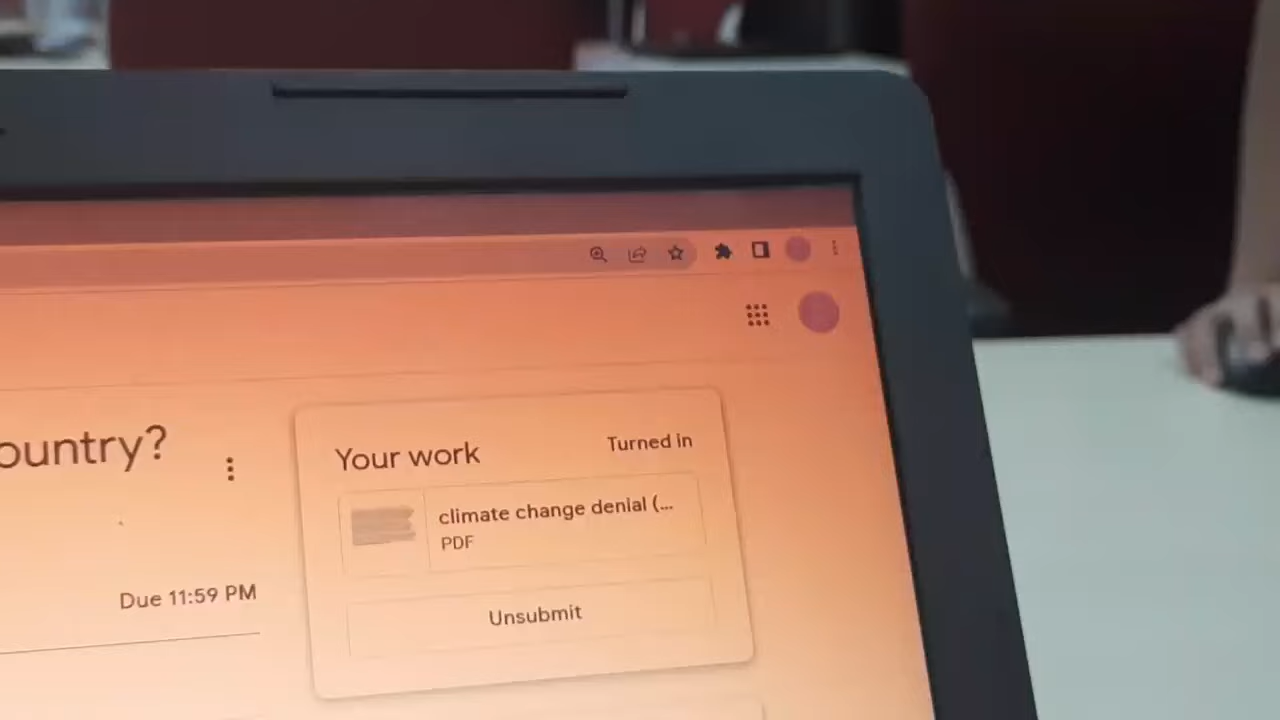 ountry?
Your work
Turned in
climate change denial (...
PDF
Due 11:59 PM
Unsubmit